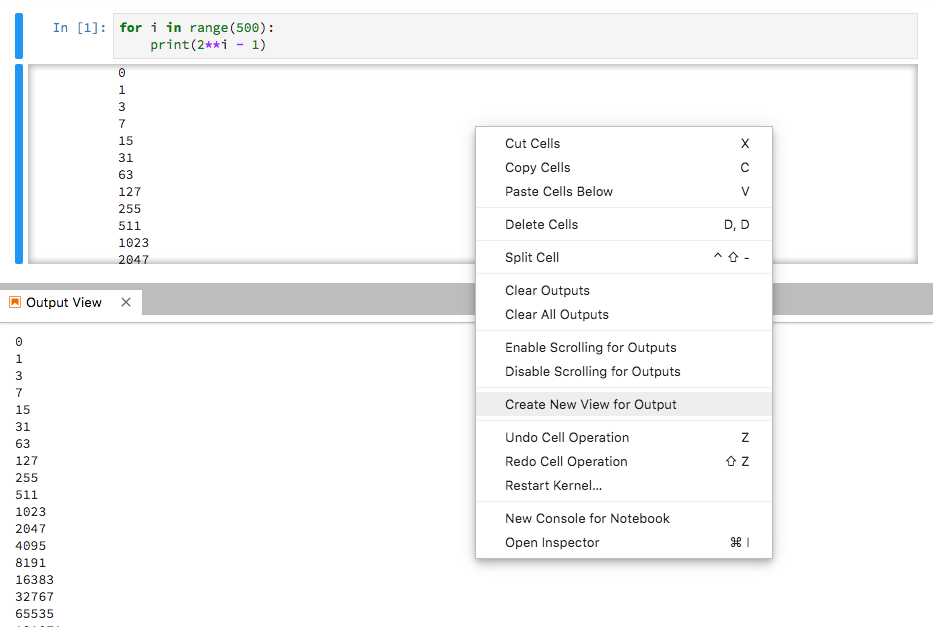 In [1]: for i in range(500):
print(2**i - 1)
0
1
3
7
15
31
63
127
255
511
1023
2047
Cut Cells X
Copy Cells C
Paste Cells Below V
Delete Cells D, D
Split Cell ^ ⇧ -
Clear Outputs
Clear All Outputs
Enable Scrolling for Outputs
Disable Scrolling for Outputs
Create New View for Output
Undo Cell Operation Z
Redo Cell Operation ⇧ Z
Restart Kernel...
New Console for Notebook
Open Inspector ⌘ I
Output View ×
0
1
3
7
15
31
63
127
255
511
1023
2047
4095
8191
16383
32767
65535